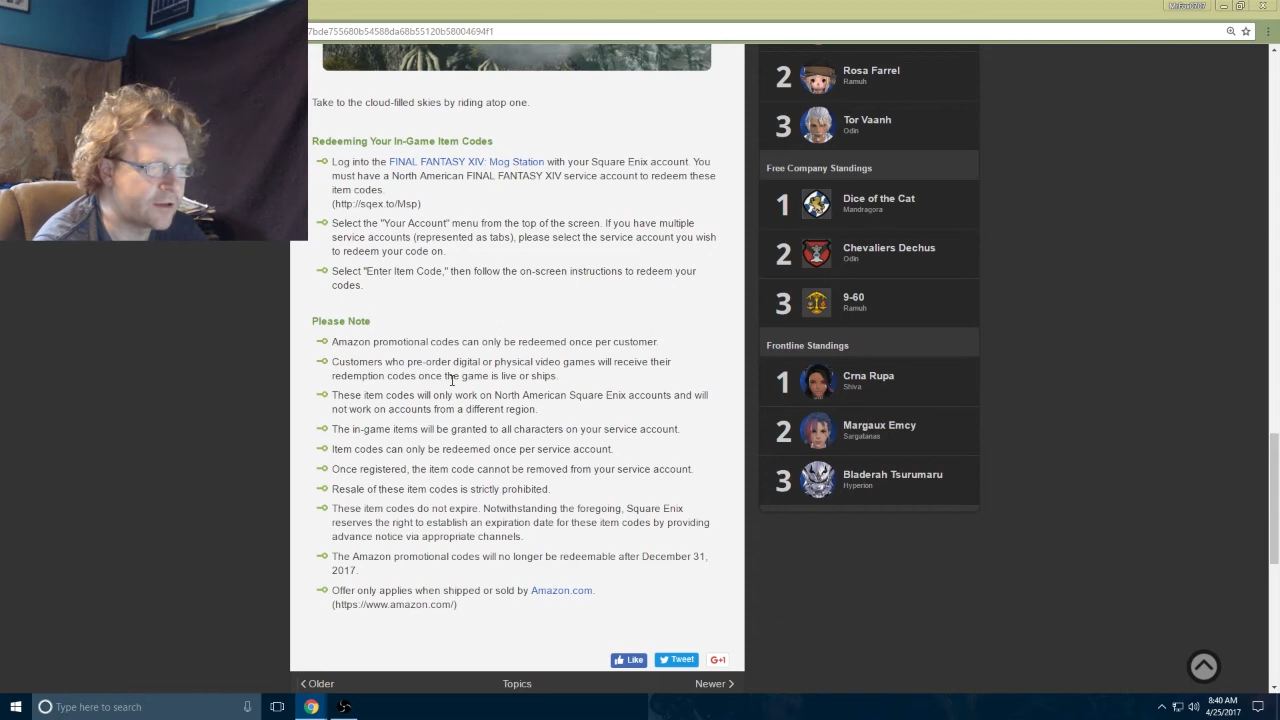 MrFred707
7bde755680b54588da68b55120b58004694f1
Take to the cloud-filled skies by riding atop one.
Redeeming Your In-Game Item Codes
Log into the FINAL FANTASY XIV: Mog Station with your Square Enix account. You
must have a North American FINAL FANTASY XIV service account to redeem these
item codes.
(http://sqex.to/Msp)
Select the "Your Account" menu from the top of the screen. If you have multiple
service accounts (represented as tabs), please select the service account you wish
to redeem your code on.
Select "Enter Item Code," then follow the on-screen instructions to redeem your
codes.
Please Note
Amazon promotional codes can only be redeemed once per customer.
Customers who pre-order digital or physical video games will receive their
redemption codes once the game is live or ships.
These item codes will only work on North American Square Enix accounts and will
not work on accounts from a different region.
The in-game items will be granted to all characters on your service account.
Item codes can only be redeemed once per service account.
Once registered, the item code cannot be removed from your service account.
Resale of these item codes is strictly prohibited.
These item codes do not expire. Notwithstanding the foregoing, Square Enix
reserves the right to establish an expiration date for these item codes by providing
advance notice via appropriate channels.
The Amazon promotional codes will no longer be redeemable after December 31,
2017.
Offer only applies when shipped or sold by Amazon.com.
(https://www.amazon.com/)
Like
Tweet
G+1
Older
Topics
Newer
2
Rosa Farrel
Ramuh
3
Tor Vaanh
Odin
Free Company Standings
1
Dice of the Cat
Mandragora
2
Chevaliers Dechus
Odin
3
9-60
Ramuh
Frontline Standings
1
Crna Rupa
Shiva
2
Margaux Emcy
Sargatanas
3
Bladerah Tsurumaru
Hyperion
Type here to search
8:40 AM
4/25/2017